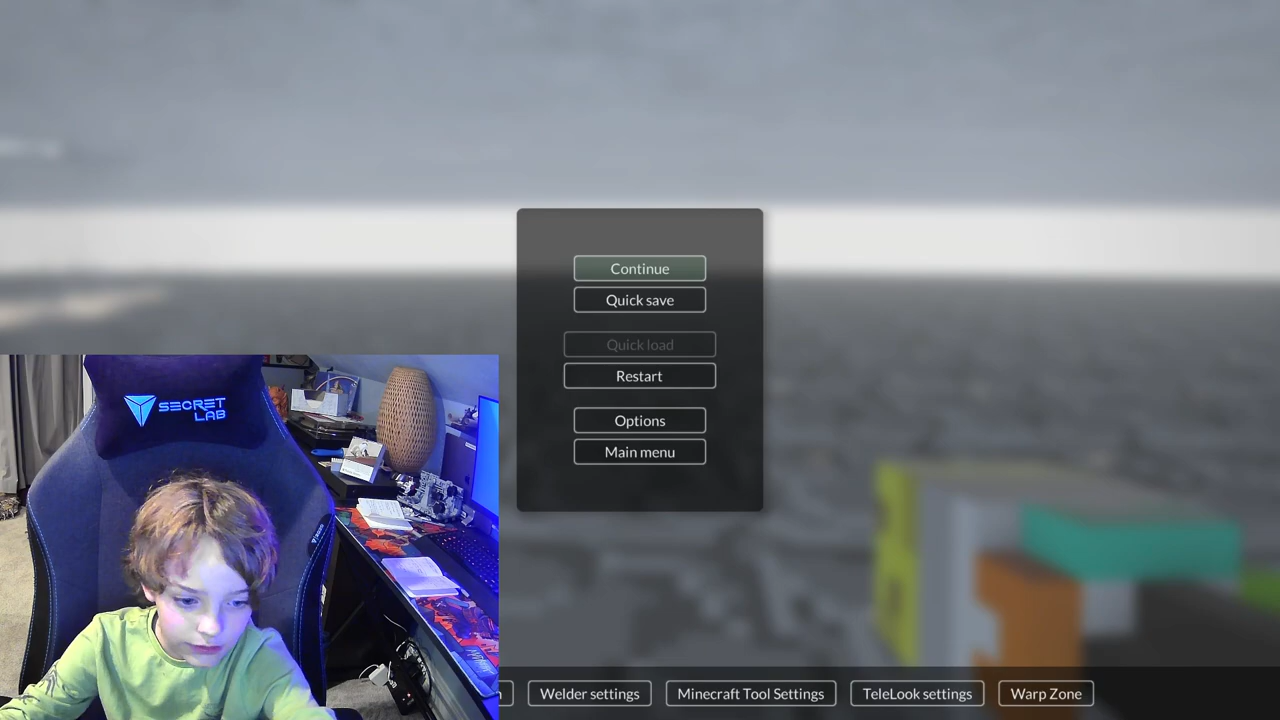 Continue
Quick save
Quick load
Restart
Options
Main menu
SECRET
LAB
Welder settings
Minecraft Tool Settings
TeleLook settings
Warp Zone